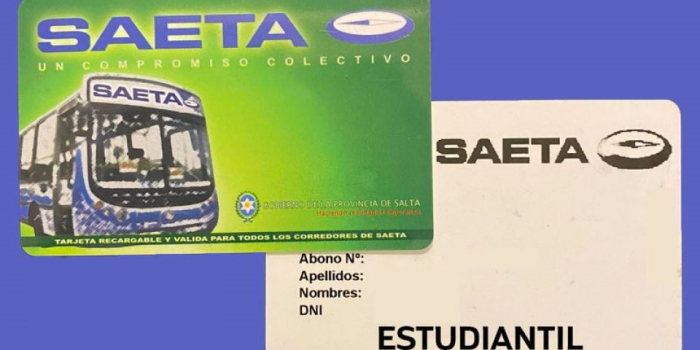 SAETA
UN COMPROMISO COLECTIVO
SAETA
GOBIERNO DE LA PROVINCIA DE SALTA
TARJETA RECARGABLE Y VALIDA PARA TODOS LOS CORREDORES DE SAETA
SAETA
Abono Nº:
Apellidos:
Nombres:
DNI
ESTUDIANTIL